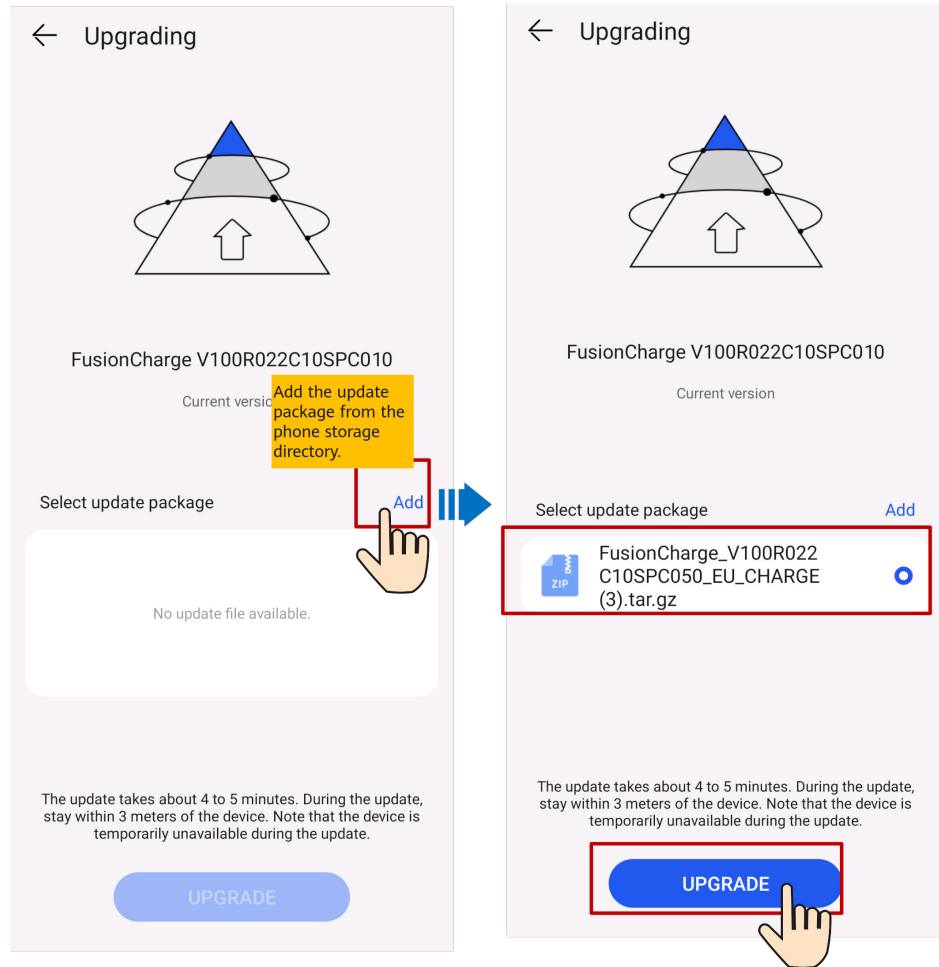 Upgrading
FusionCharge V100R022C10SPC010
Current versio
Add the update
package from the
phone storage
directory.
Select update package
Add
No update file available.
The update takes about 4 to 5 minutes. During the update,
stay within 3 meters of the device. Note that the device is
temporarily unavailable during the update.
UPGRADE
Upgrading
FusionCharge V100R022C10SPC010
Current version
Select update package
Add
ZIP
FusionCharge_V100R022
C10SPC050_EU_CHARGE
(3).tar.gz
The update takes about 4 to 5 minutes. During the update,
stay within 3 meters of the device. Note that the device is
temporarily unavailable during the update.
UPGRADE